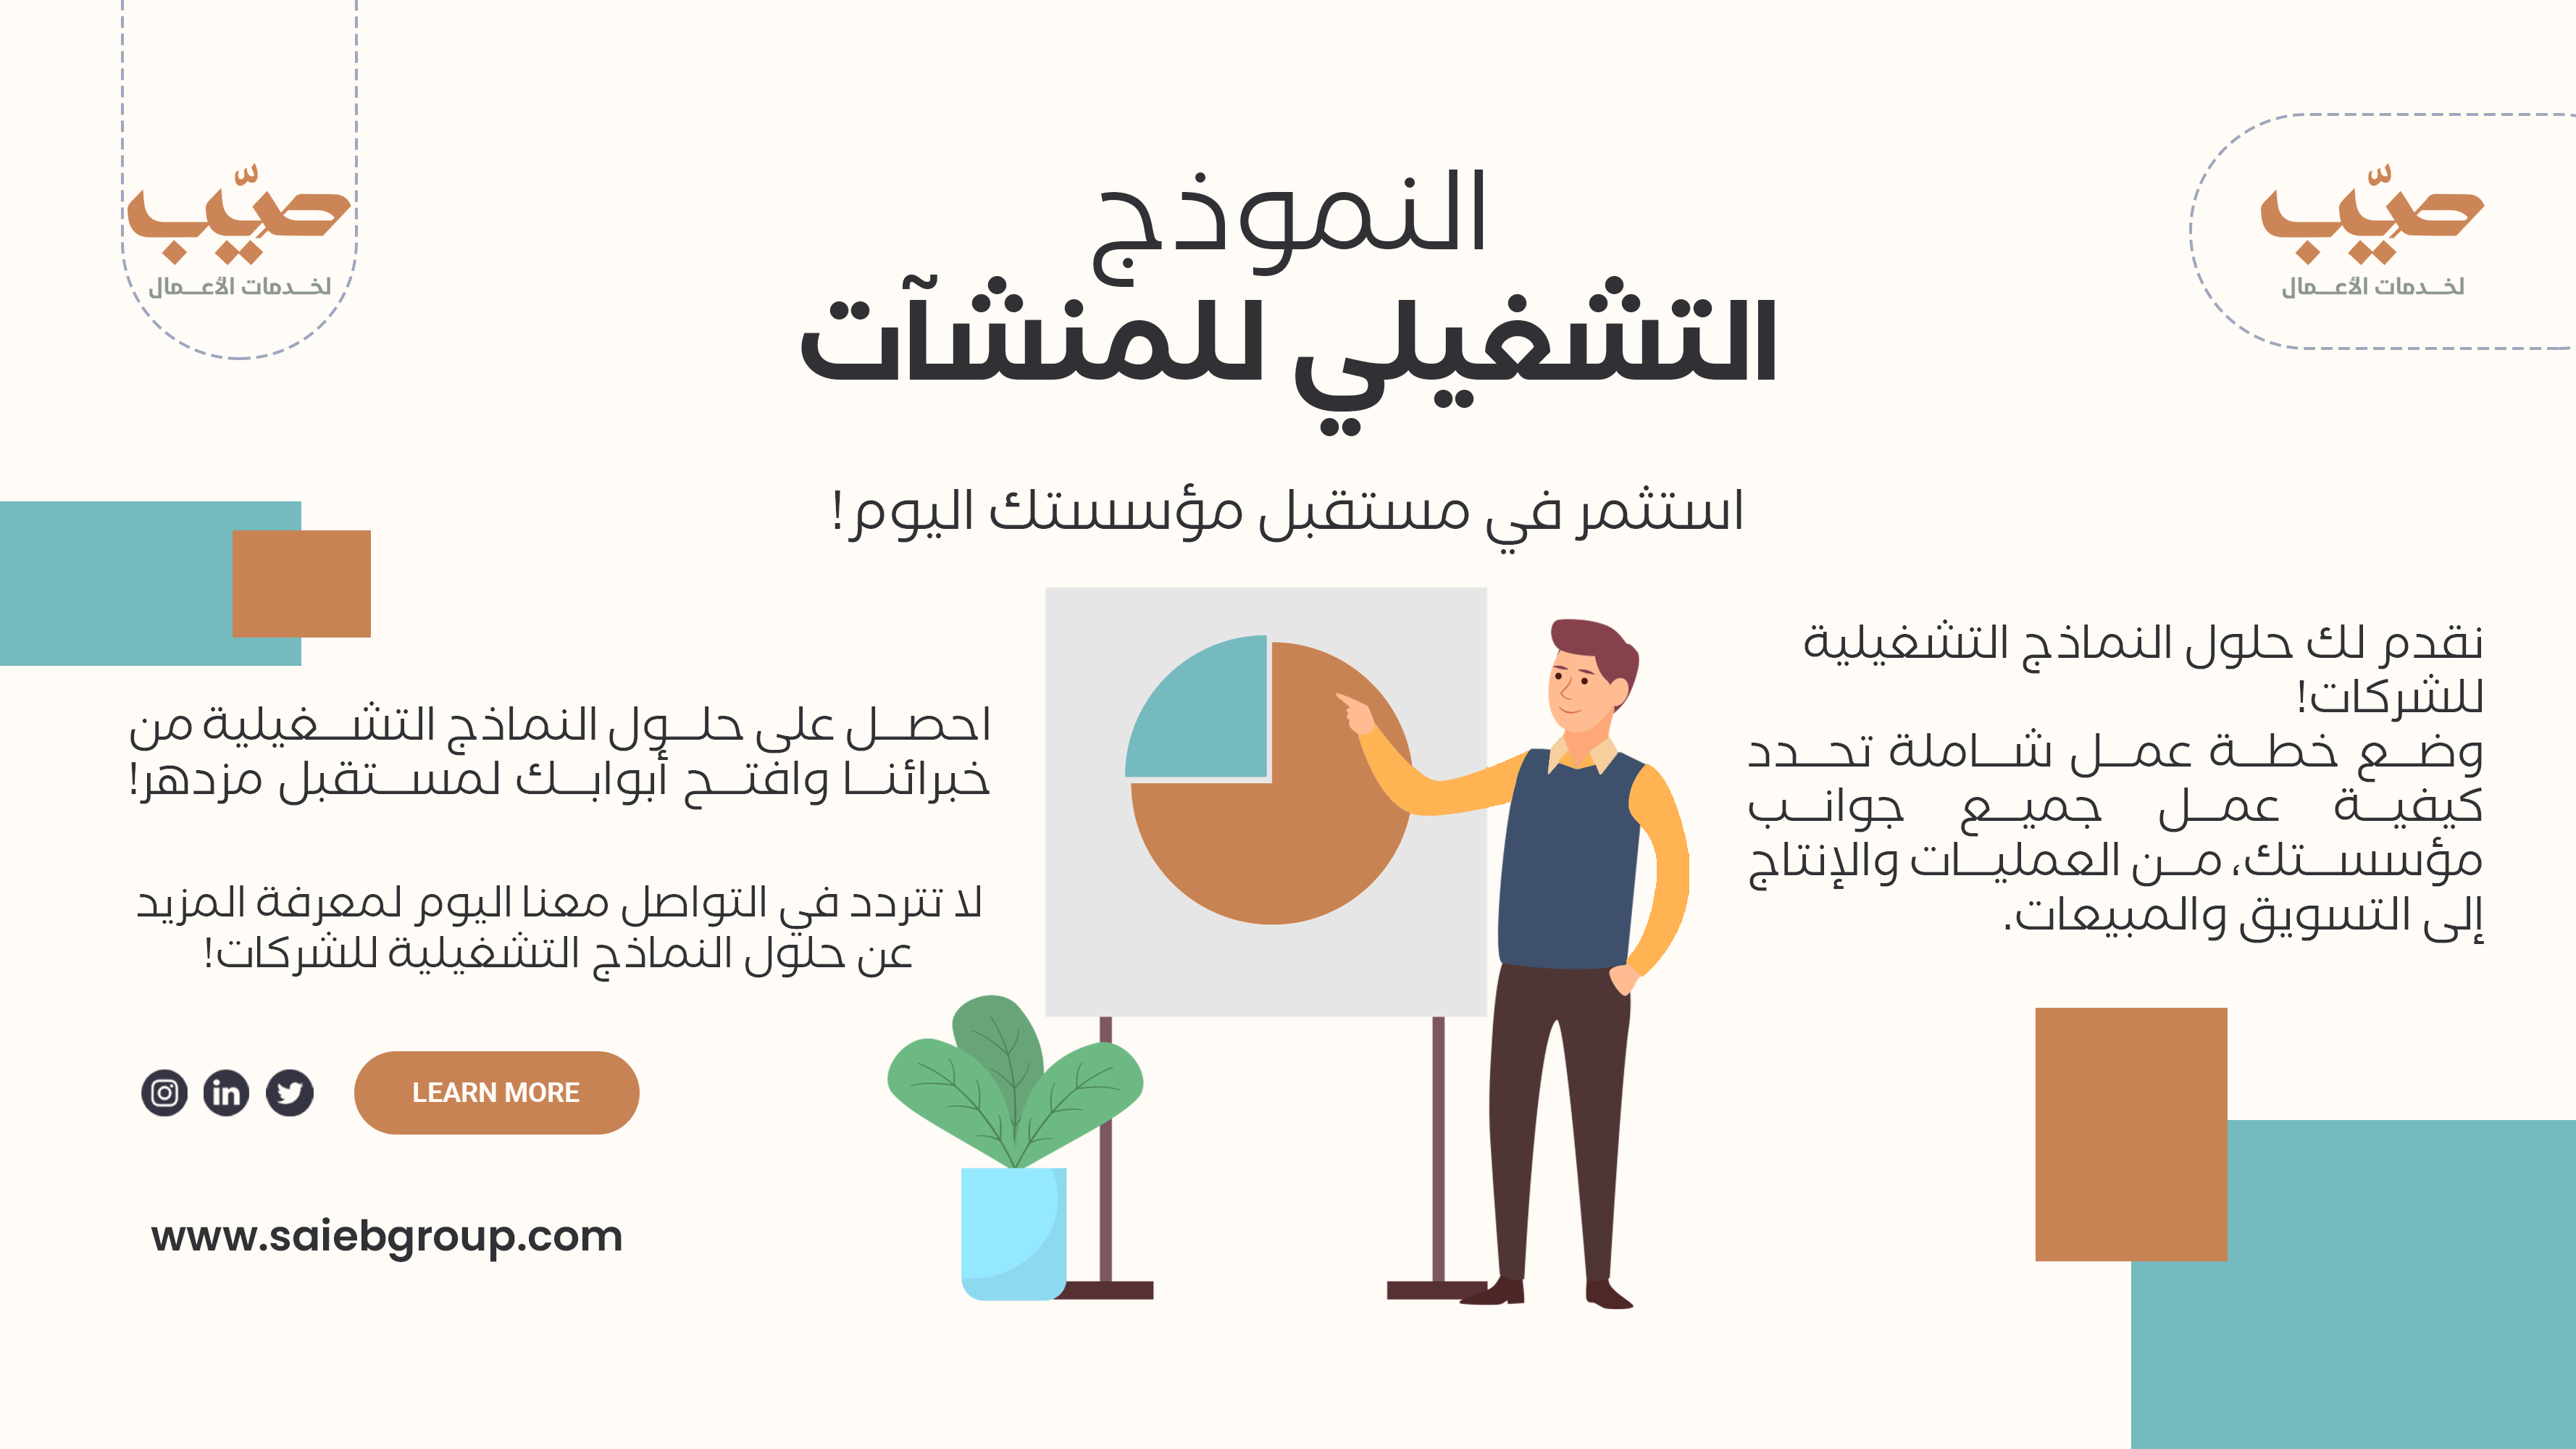 صيّب
لخدمات الأعمال
صيّب
لخدمات الأعمال
النموذج
التشغيلي للمنشآت
استثمر في مستقبل مؤسستك اليوم!
نقدم لك حلول النماذج التشغيلية
للشركات!
وضع خطة عمل شاملة تحدد
كيفية عمل جميع جوانب
مؤسستك، من العمليات والإنتاج
إلى التسويق والمبيعات.
احصل على حلول النماذج التشغيلية من
خبرائنا وافتح أبوابك لمستقبل مزدهر!
لا تتردد في التواصل معنا اليوم لمعرفة المزيد
عن حلول النماذج التشغيلية للشركات!
LEARN MORE
www.saiebgroup.com